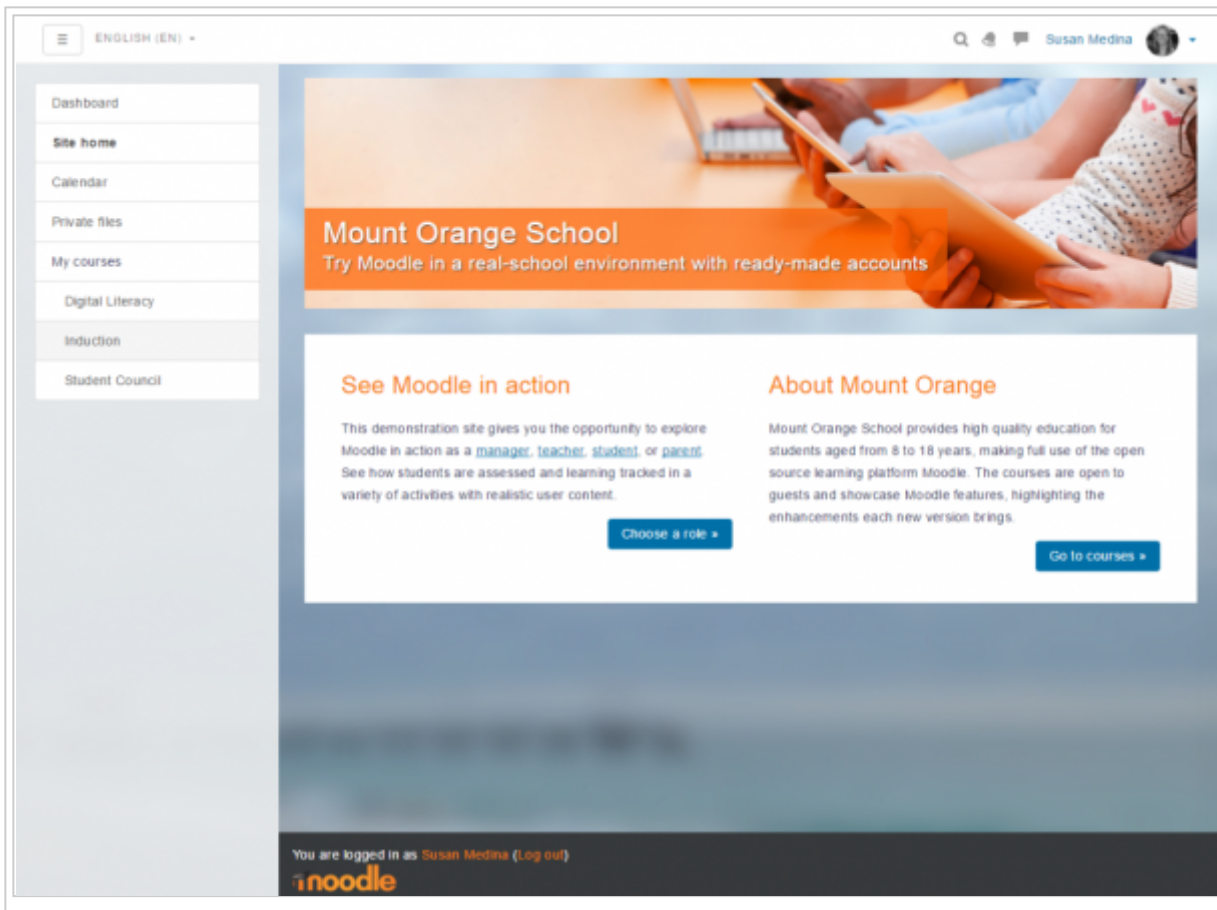 ENGLISH (EN)
Susan Medina
Dashboard
Site home
Calendar
Private files
My courses
Digital Literacy
Induction
Student Council
Mount Orange School
Try Moodle in a real-school environment with ready-made accounts
See Moodle in action
This demonstration site gives you the opportunity to explore
Moodle in action as a manager, teacher, student, or parent.
See how students are assessed and learning tracked in a
variety of activities with realistic user content.
Choose a role »
About Mount Orange
Mount Orange School provides high quality education for
students aged from 8 to 18 years, making full use of the open
source learning platform Moodle. The courses are open to
guests and showcase Moodle features, highlighting the
enhancements each new version brings.
Go to courses »
You are logged in as Susan Medina (Log out)
moodle